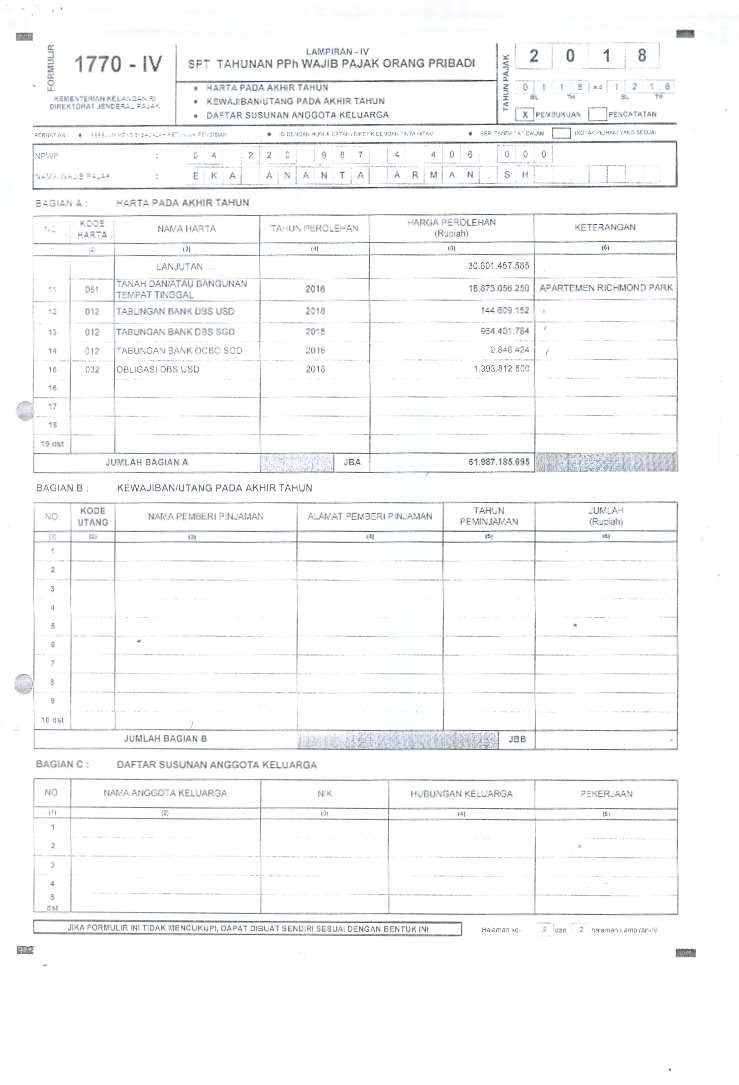 FORMULIR
1770 - IV
KEMENTERIAN KEUANGAN RI
DIREKTORAT JENDERAL PAJAK
LAMPIRAN - IV
SPT TAHUNAN PPh WAJIB PAJAK ORANG PRIBADI
• HARTA PADA AKHIR TAHUN
• KEWAJIBAN/UTANG PADA AKHIR TAHUN
• DAFTAR SUSUNAN ANGGOTA KELUARGA
TAHUN PAJAK
2 0 1 8
0 1 1 8 s.d 1 2 1 8
BL TH BL TH
X PEMBUKUAN PENCATATAN
PERHATIAN • SEBELUM MENGISI BACALAH PETUNJUK PENGISIAN • ISI DENGAN HURUF CETAK / DIKETIK DENGAN TINTA HITAM • BERI TANDA DALAM (KOTAK PILIHAN) YANG SESUAI
NPWP : 0 4 2 2 0 9 8 7 4 4 0 6 0 0 0
NAMA WAJIB PAJAK : E K A A N A N T A A R M A N , S H
BAGIAN A : HARTA PADA AKHIR TAHUN
NO KODE HARTA NAMA HARTA TAHUN PEROLEHAN HARGA PEROLEHAN (Rupiah) KETERANGAN
(2) (3) (4) (5) (6)
LANJUTAN .... 30.601.457.585
11 051 TANAH DAN/ATAU BANGUNAN TEMPAT TINGGAL 2016 APARTEMEN RICHMOND PARK
12 012 TABUNGAN BANK DBS USD 2018 144.609.152
13 012 TABUNGAN BANK DBS SGD 2018 964.401.784
14 012 TABUNGAN BANK OCBC SGD 2018 9.848.424
15 032 OBLIGASI DBS USD 2018 1.393.812.500
16
17
18
19 dst
JUMLAH BAGIAN A JBA 51.987.185.695
BAGIAN B : KEWAJIBAN/UTANG PADA AKHIR TAHUN
NO. KODE UTANG NAMA PEMBERI PINJAMAN ALAMAT PEMBERI PINJAMAN TAHUN PEMINJAMAN JUMLAH (Rupiah)
(1) (2) (3) (4) (5) (6)
1
2
3
4
5
6
7
8
9
10 dst
JUMLAH BAGIAN B JBB -
BAGIAN C : DAFTAR SUSUNAN ANGGOTA KELUARGA
NO NAMA ANGGOTA KELUARGA NIK HUBUNGAN KELUARGA PEKERJAAN
(1) (2) (3) (4) (5)
1
2
3
4
5
dst
JIKA FORMULIR INI TIDAK MENCUKUPI, DAPAT DIBUAT SENDIRI SESUAI DENGAN BENTUK INI
Halaman ke- 2 dari 2 halaman Lampiran-IV